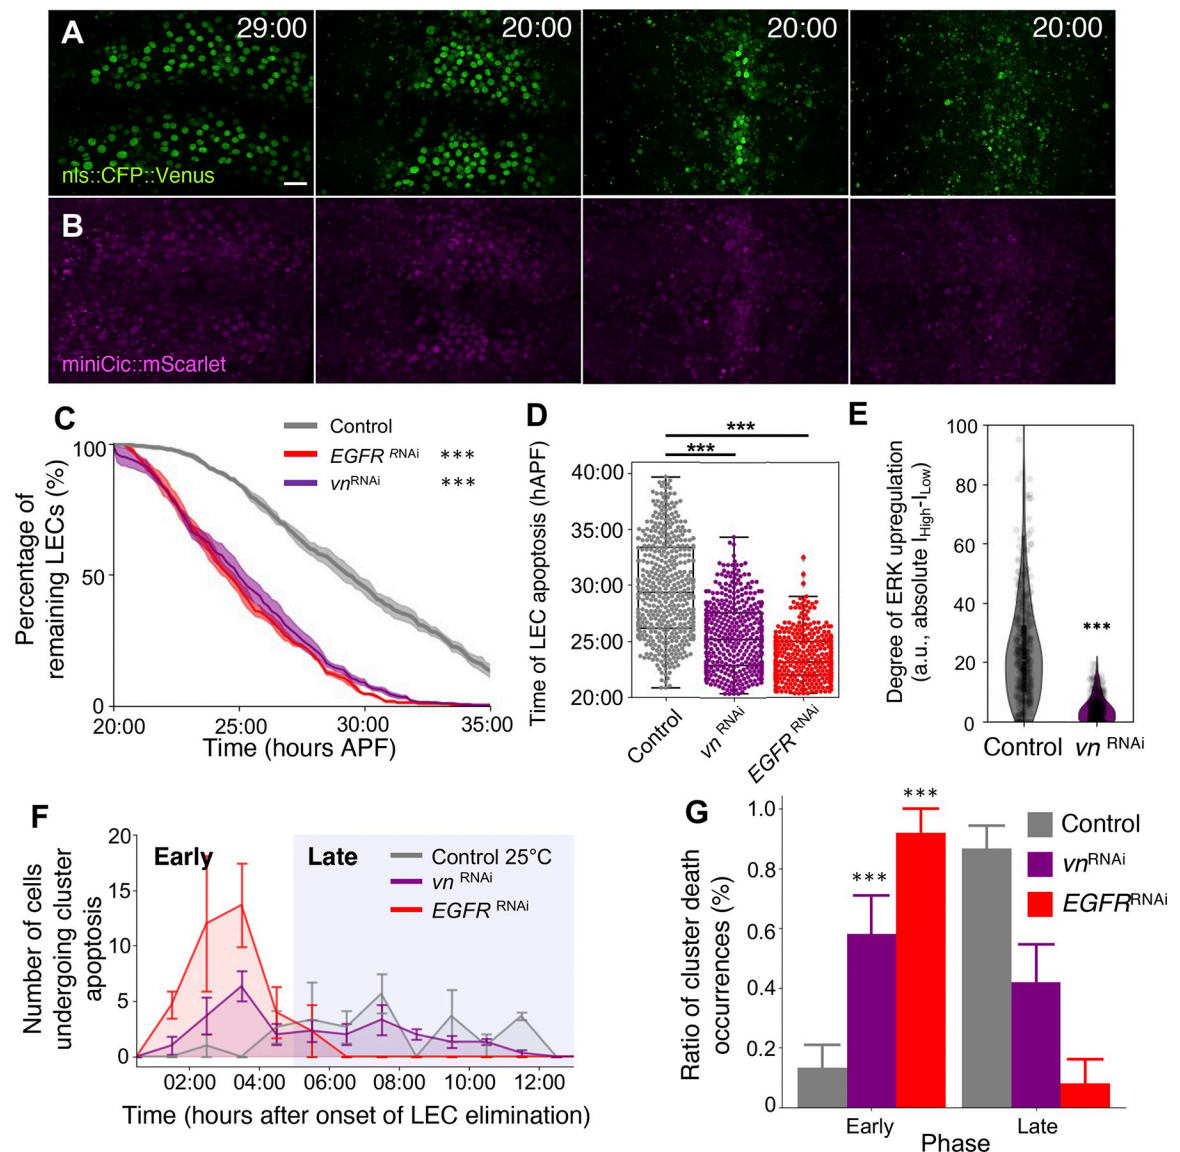 A
29:00
20:00
20:00
20:00
nls::CFP::Venus
B
miniCic::mScarlet
C
Control
EGFR RNAi ***
vnRNAi ***
Percentage of
remaining LECs (%)
100
50
0
20:00 25:00 30:00 35:00
Time (hours APF)
D
***
***
Time of LEC apoptosis (hAPF)
40:00
35:00
30:00
25:00
20:00
Control
vn RNAi
EGFR RNAi
E
Degree of ERK upregulation
(a.u., absolute IHigh-ILow)
100
80
60
40
20
0
***
Control vn RNAi
F
Number of cells
undergoing cluster
apoptosis
20
15
10
5
0
Early
Late
Control 25°C
vn RNAi
EGFR RNAi
02:00 04:00 06:00 08:00 10:00 12:00
Time (hours after onset of LEC elimination)
G
Ratio of cluster death
occurrences (%)
1.0
0.8
0.6
0.4
0.2
0
***
***
Control
vnRNAi
EGFRRNAi
Early Late
Phase